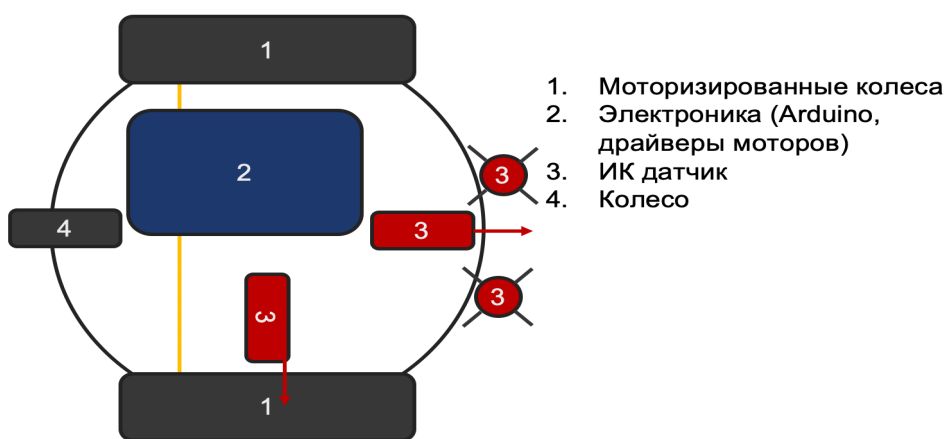 1
2
3
4
3
3
3
1
1. Моторизированные колеса
2. Электроника (Arduino,
драйверы моторов)
3. ИК датчик
4. Колесо